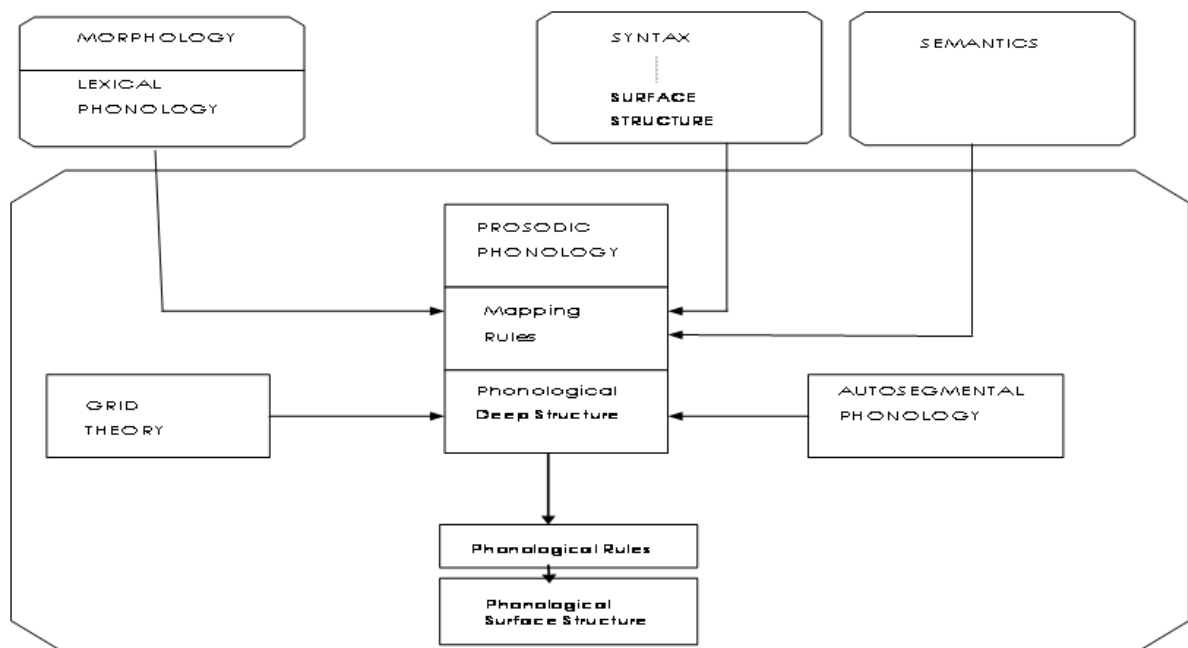 MORPHOLOGY
LEXICAL
PHONOLOGY
SYNTAX
SURFACE
STRUCTURE
SEMANTICS
PROSODIC
PHONOLOGY
Mapping
Rules
Phonological
Deep Structure
GRID
THEORY
AUTOSEGMENTAL
PHONOLOGY
Phonological Rules
Phonological
Surface Structure